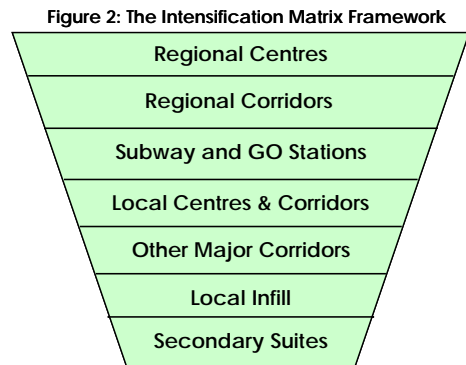 Figure 2: The Intensification Matrix Framework
Regional Centres
Regional Corridors
Subway and GO Stations
Local Centres & Corridors
Other Major Corridors
Local Infill
Secondary Suites